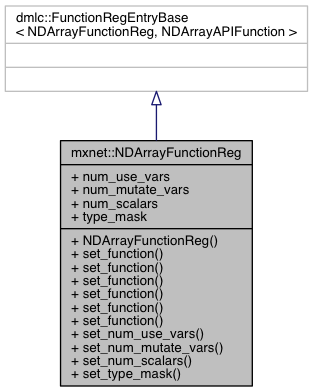 dmlc::FunctionRegEntryBase
< NDArrayFunctionReg, NDArrayAPIFunction >
mxnet::NDArrayFunctionReg
+ num_use_vars
+ num_mutate_vars
+ num_scalars
+ type_mask
+ NDArrayFunctionReg()
+ set_function()
+ set_function()
+ set_function()
+ set_function()
+ set_function()
+ set_function()
+ set_num_use_vars()
+ set_num_mutate_vars()
+ set_num_scalars()
+ set_type_mask()